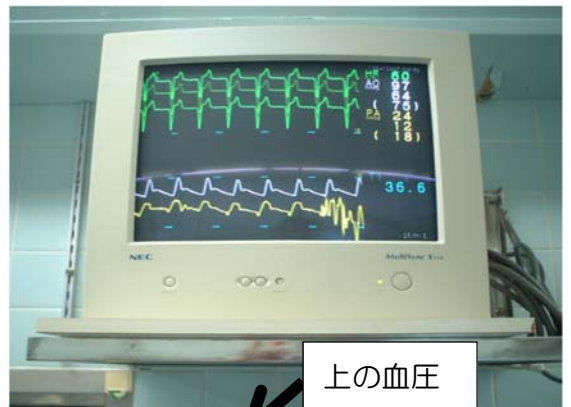 HR 60
AO 97
64
( 75)
PA 24
12
( 18)
36.6
NEC
MultiSync
上の血圧